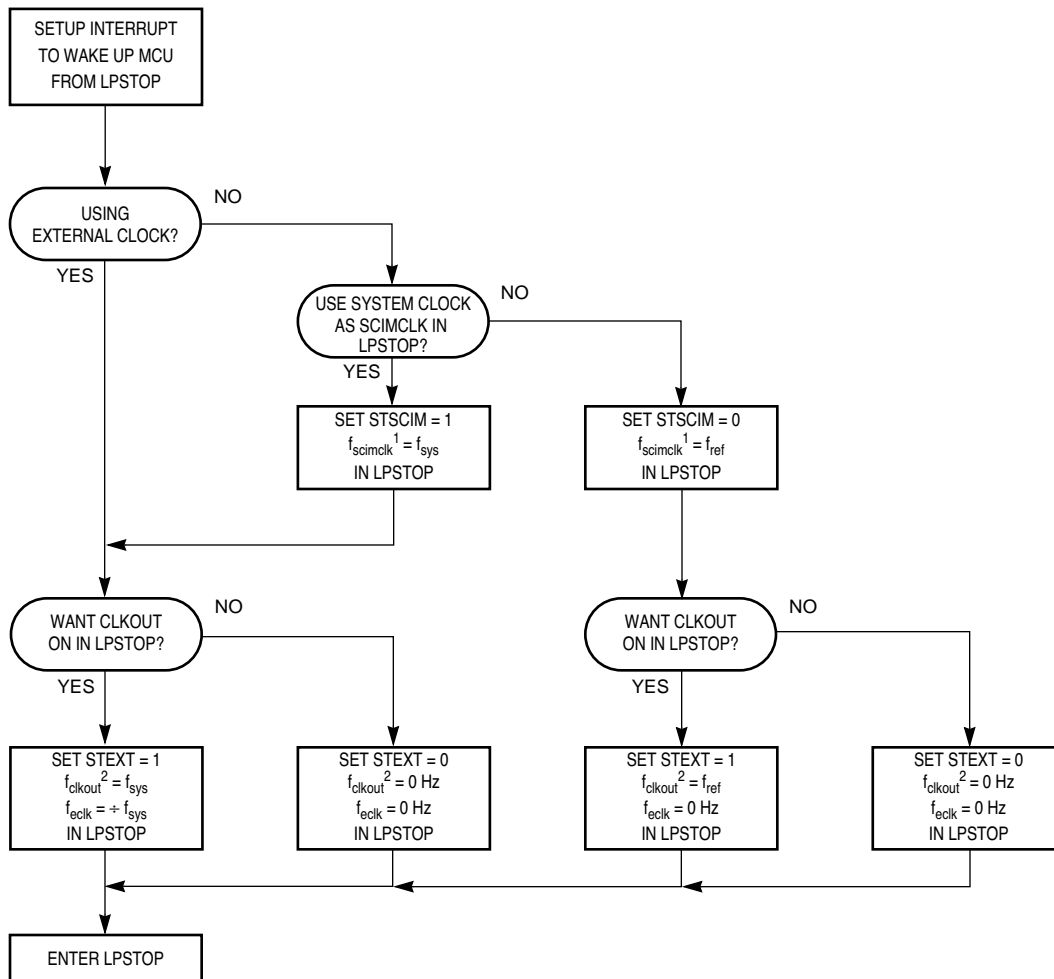 SETUP INTERRUPT
TO WAKE UP MCU
FROM LPSTOP
USING
EXTERNAL CLOCK?
NO
YES
USE SYSTEM CLOCK
AS SCIMCLK IN
LPSTOP?
NO
YES
SET STSCIM = 1
fscimclk1 = fsys
IN LPSTOP
SET STSCIM = 0
fscimclk1 = fref
IN LPSTOP
WANT CLKOUT
ON IN LPSTOP?
NO
YES
WANT CLKOUT
ON IN LPSTOP?
NO
YES
SET STEXT = 1
fclkout2 = fsys
feclk = ÷ fsys
IN LPSTOP
SET STEXT = 0
fclkout2 = 0 Hz
feclk = 0 Hz
IN LPSTOP
SET STEXT = 1
fclkout2 = fref
feclk = 0 Hz
IN LPSTOP
SET STEXT = 0
fclkout2 = 0 Hz
feclk = 0 Hz
IN LPSTOP
ENTER LPSTOP